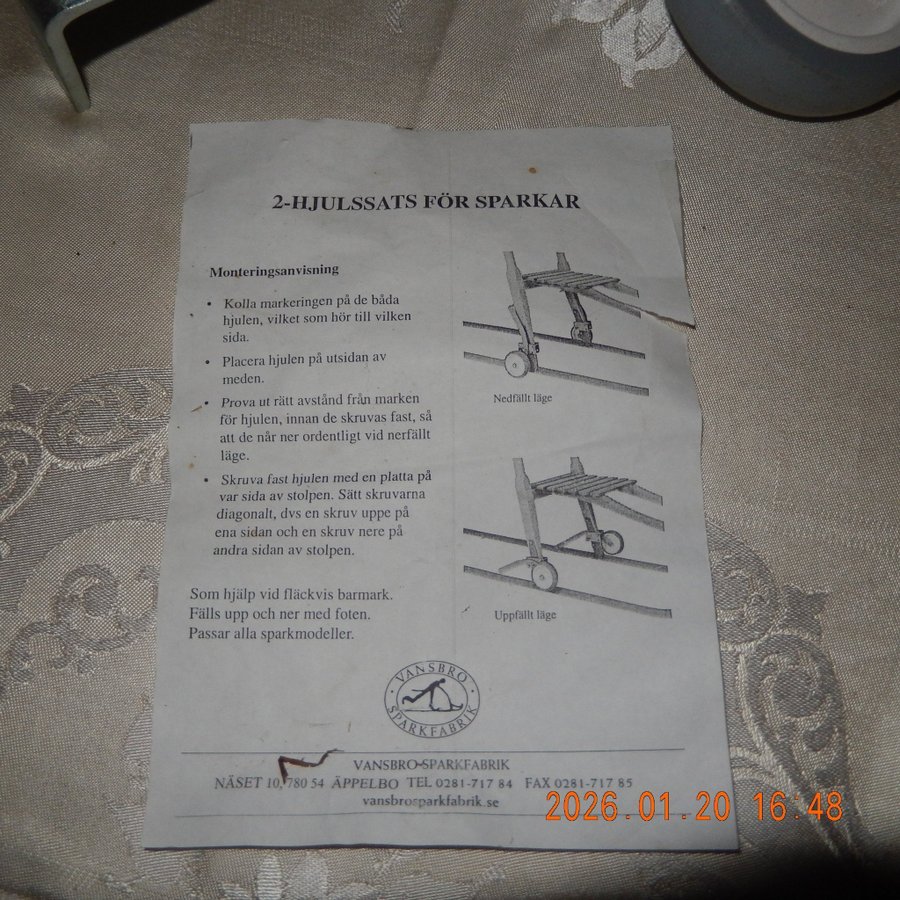 2-HJULSSATS FÖR SPARKAR
Monteringsanvisning
• Kolla markeringen på de båda
hjulen, vilket som hör till vilken
sida.
• Placera hjulen på utsidan av
meden.
• Prova ut rätt avstånd från marken
för hjulen, innan de skruvas fast, så
att de når ner ordentligt vid nerfällt
läge.
• Skruva fast hjulen med en platta på
var sida av stolpen. Sätt skruvarna
diagonalt, dvs en skruv uppe på
ena sidan och en skruv nere på
andra sidan av stolpen.
Som hjälp vid fläckvis barmark.
Fälls upp och ner med foten.
Passar alla sparkmodeller.
Nedfällt läge
Uppfällt läge
VANSBRO
SPARKFABRIK
VANSBRO SPARKFABRIK
NÄSET 10, 780 54 ÄPPELBO TEL 0281-717 84 FAX 0281-717 85
vansbrosparkfabrik.se
2026.01.20 16:48